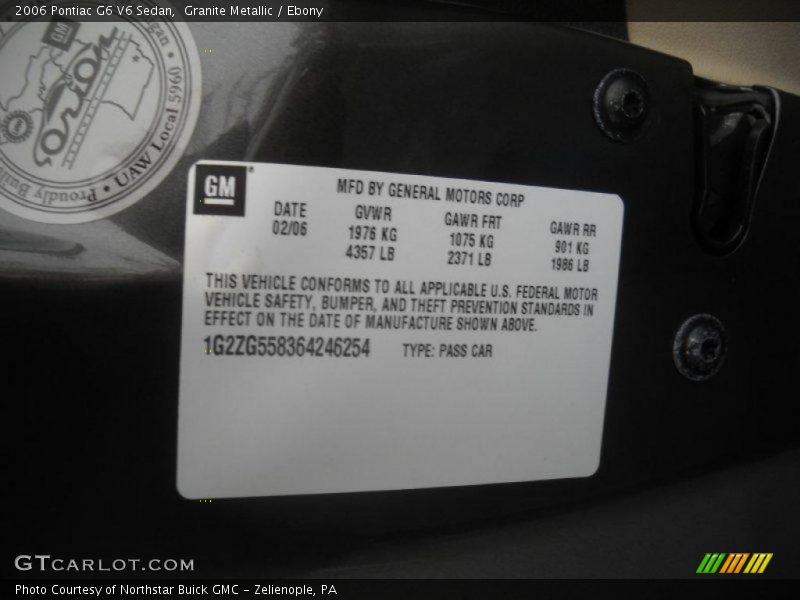 2006 Pontiac G6 V6 Sedan, Granite Metallic / Ebony
GM
Orion
Proudly Built
UAW Local 5960
GM
MFD BY GENERAL MOTORS CORP
DATE GVWR GAWR FRT GAWR RR
02/06 1976 KG 1075 KG 901 KG
4357 LB 2371 LB 1986 LB
THIS VEHICLE CONFORMS TO ALL APPLICABLE U.S. FEDERAL MOTOR
VEHICLE SAFETY, BUMPER, AND THEFT PREVENTION STANDARDS IN
EFFECT ON THE DATE OF MANUFACTURE SHOWN ABOVE.
1G2ZG558364246254 TYPE: PASS CAR
GTCARLOT.COM
Photo Courtesy of Northstar Buick GMC - Zelienople, PA